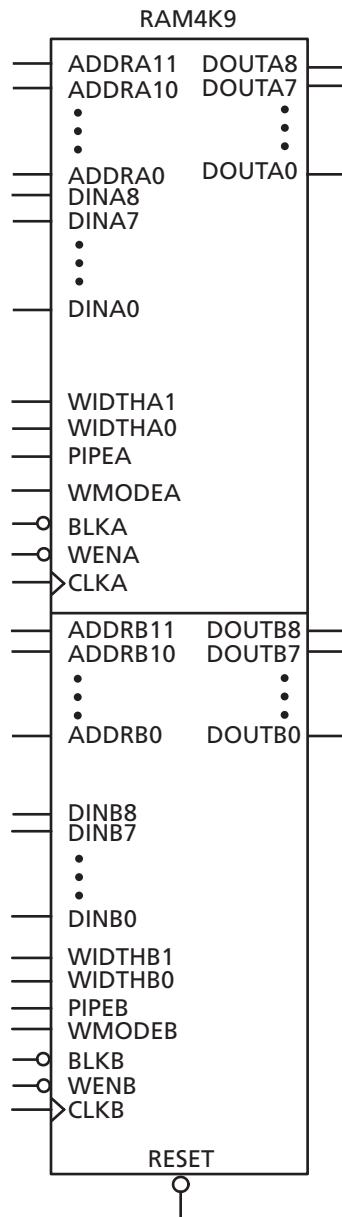 RAM4K9
ADDRA11 DOUTA8
ADDRA10 DOUTA7
ADDRA0 DOUTA0
DINA8
DINA7
DINA0
WIDTHA1
WIDTHA0
PIPEA
WMODEA
BLKA
WENA
CLKA
ADDRB11 DOUTB8
ADDRB10 DOUTB7
ADDRB0 DOUTB0
DINB8
DINB7
DINB0
WIDTHB1
WIDTHB0
PIPEB
WMODEB
BLKB
WENB
CLKB
RESET